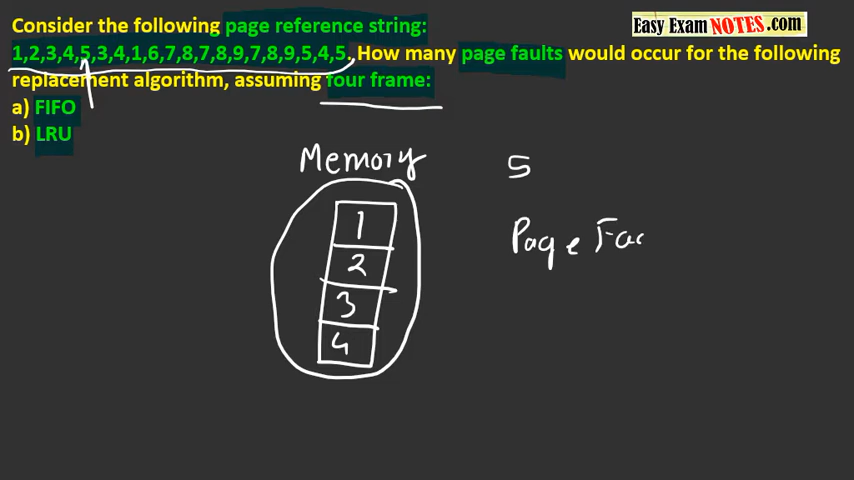 Consider the following page reference string:
1,2,3,4,5,3,4,1,6,7,8,7,8,9,7,8,9,5,4,5. How many page faults would occur for the following
replacement algorithm, assuming four frame:
a) FIFO
b) LRU
Easy Exam NOTES.com
Memory
5
1
2
3
4
Page Fac